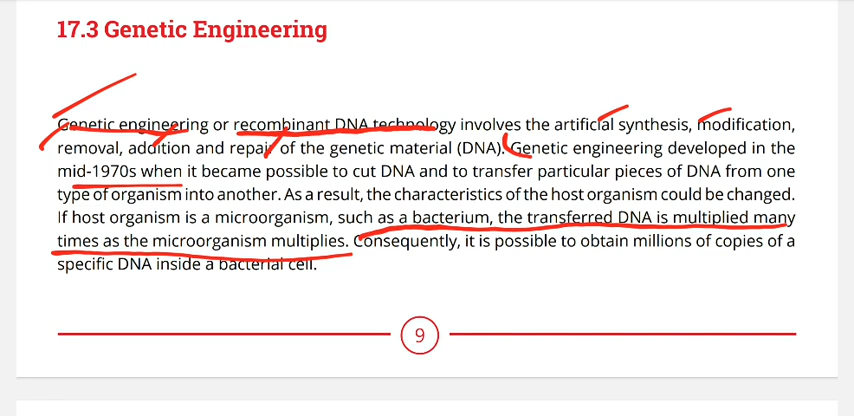 17.3 Genetic Engineering
Genetic engineering or recombinant DNA technology involves the artificial synthesis, modification,
removal, addition and repair of the genetic material (DNA). Genetic engineering developed in the
mid-1970s when it became possible to cut DNA and to transfer particular pieces of DNA from one
type of organism into another. As a result, the characteristics of the host organism could be changed.
If host organism is a microorganism, such as a bacterium, the transferred DNA is multiplied many
times as the microorganism multiplies. Consequently, it is possible to obtain millions of copies of a
specific DNA inside a bacterial cell.
9